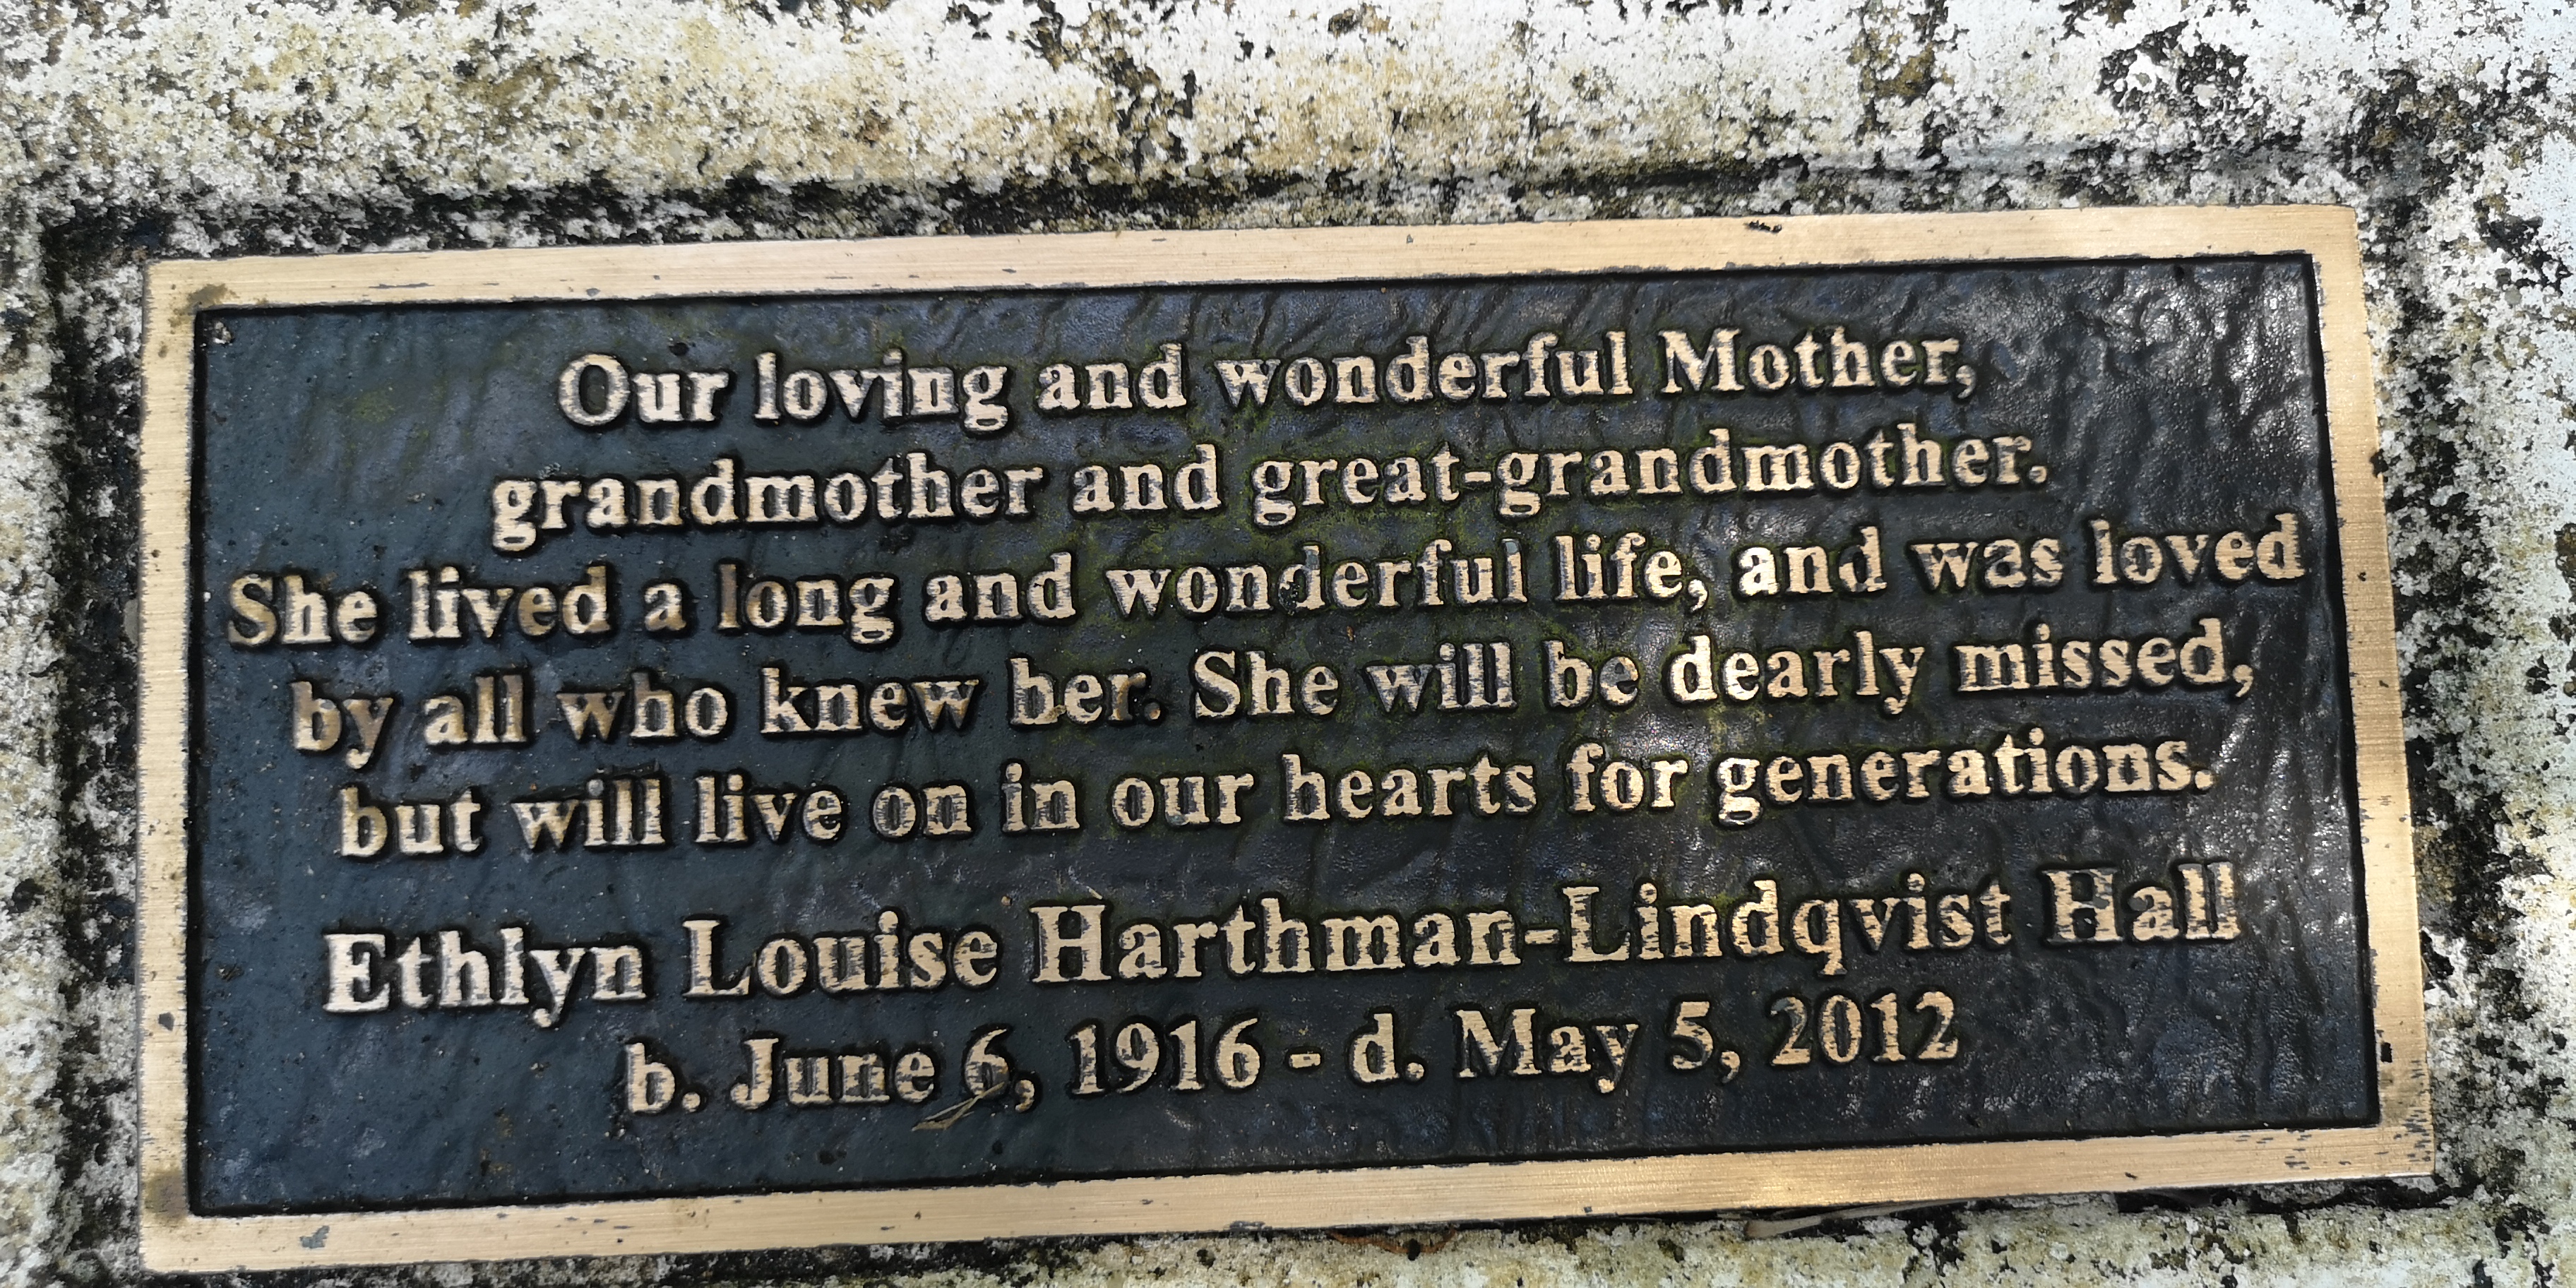 Our loving and wonderful Mother,
grandmother and great-grandmother.
She lived a long and wonderful life, and was loved
by all who knew her. She will be dearly missed,
but will live on in our hearts for generations.
Ethlyn Louise Harthman-Lindqvist Hall
b. June 6, 1916 - d. May 5, 2012